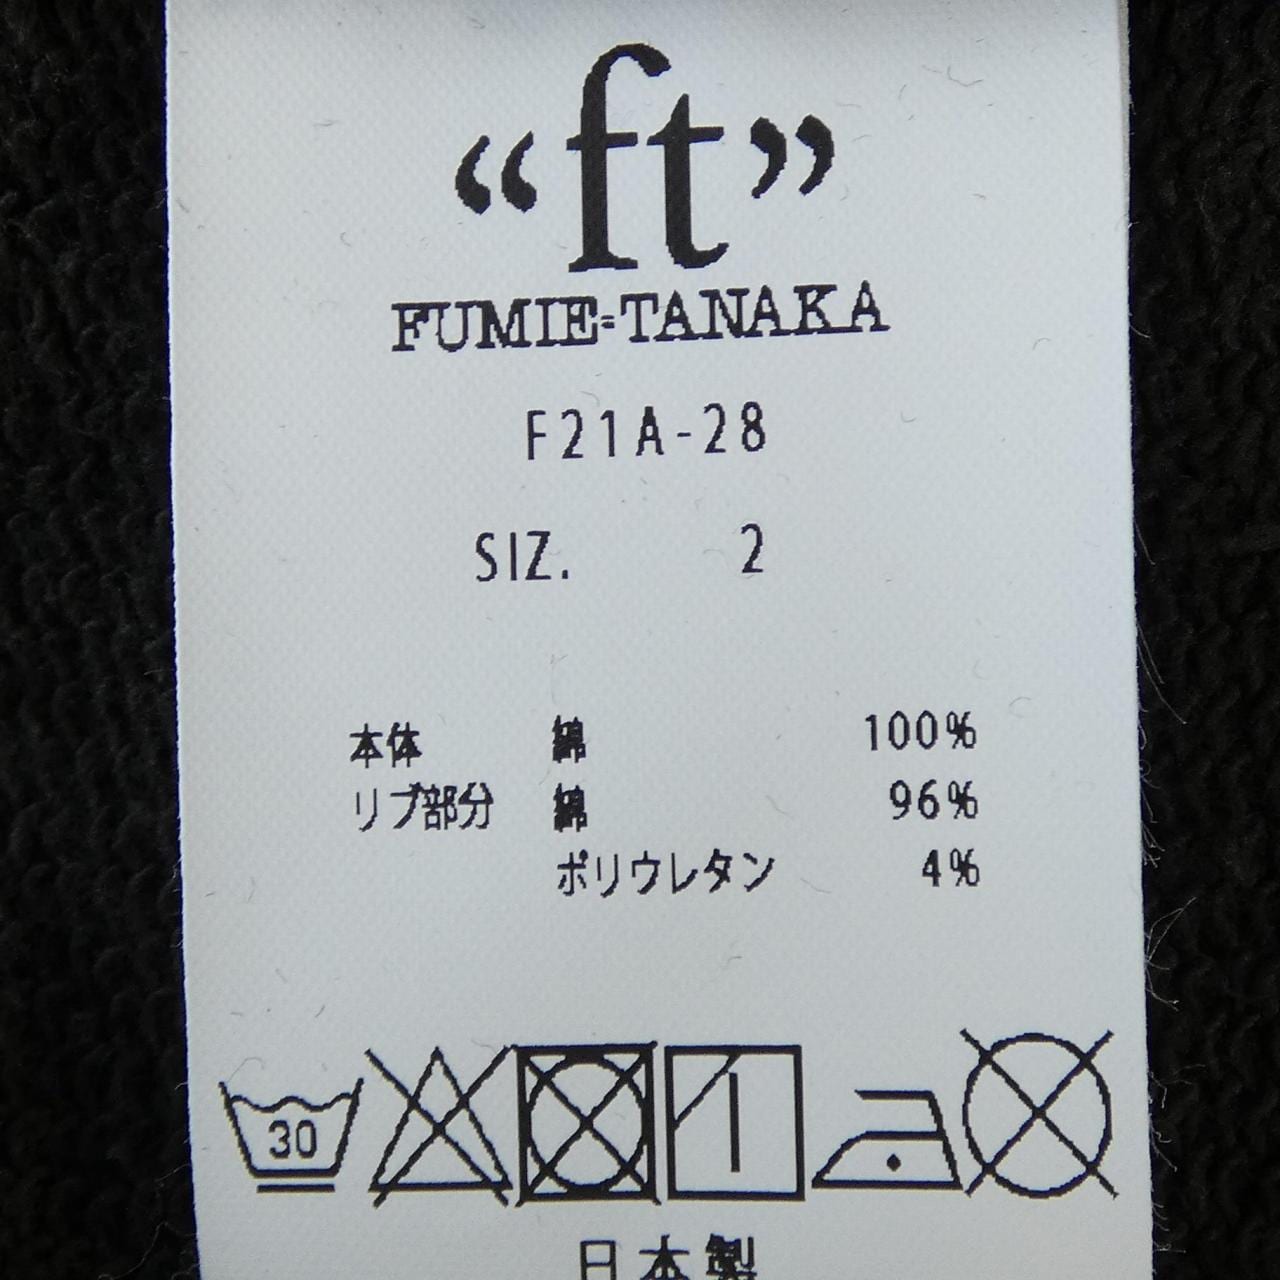 “ft”
FUMIE=TANAKA
F21A-28
SIZ. 2
本体 綿 100%
リブ部分 綿 96%
ポリウレタン 4%
30
日本製